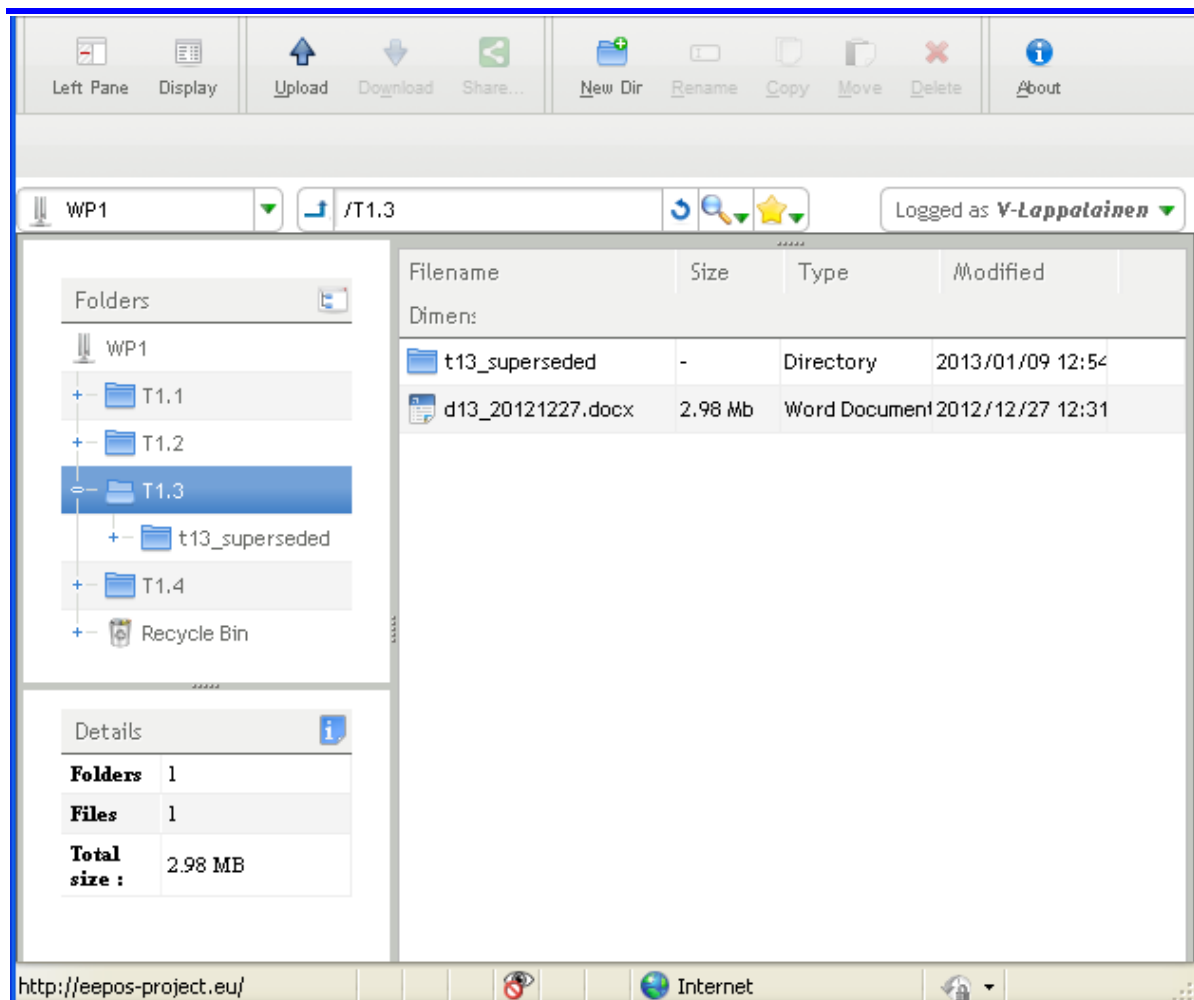 Left Pane Display Upload Download Share... New Dir Rename Copy Move Delete About
WP1 /T1.3 Logged as V-Lappalainen
Folders
WP1
T1.1
T1.2
T1.3
t13_superseded
T1.4
Recycle Bin
Filename Size Type Modified
Dimens
t13_superseded - Directory 2013/01/09 12:54
d13_20121227.docx 2.98 Mb Word Document 2012/12/27 12:31
Details
Folders 1
Files 1
Total
size : 2.98 MB
http://eepos-project.eu/ Internet